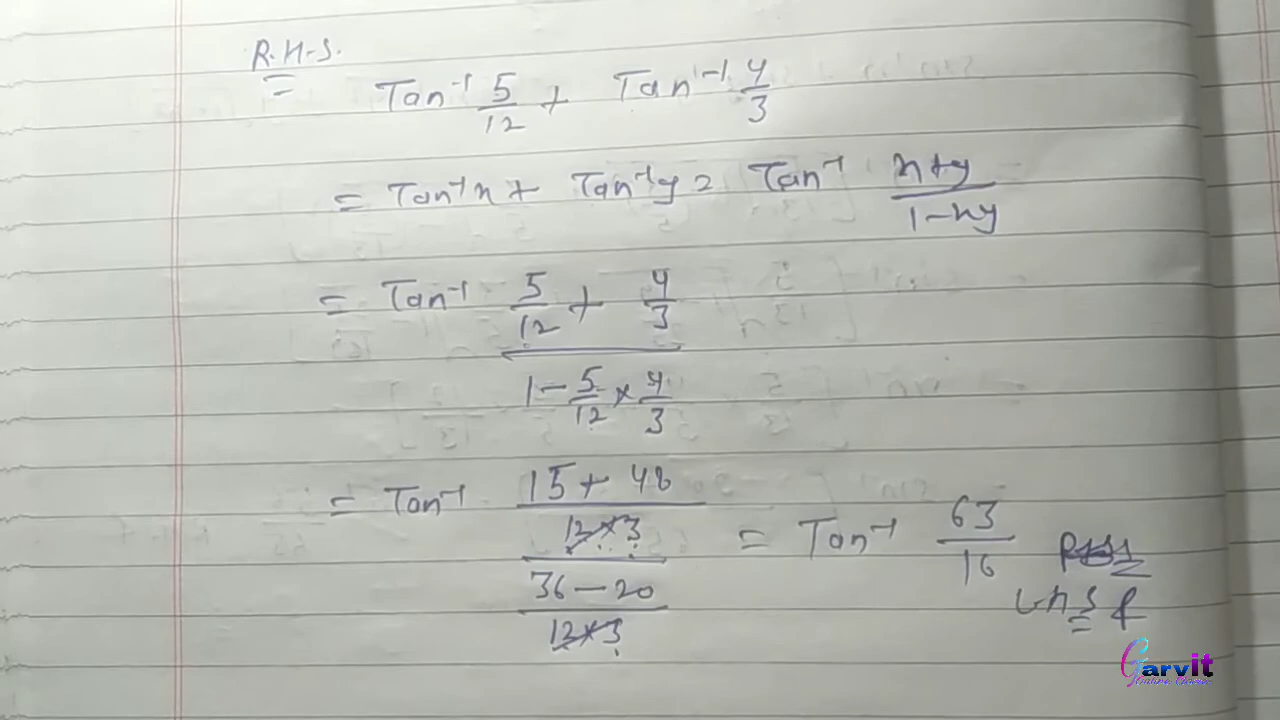 R.H.S.
Tan⁻¹ 5/12 + Tan⁻¹ 4/3
= Tan⁻¹x + Tan⁻¹y = Tan⁻¹ (x+y)/(1-xy)
= Tan⁻¹ (5/12 + 4/3)/(1 - 5/12 × 4/3)
= Tan⁻¹ ((15 + 48)/(12×3))/((36 - 20)/(12×3)) = Tan⁻¹ 63/16
LHS
Garvit